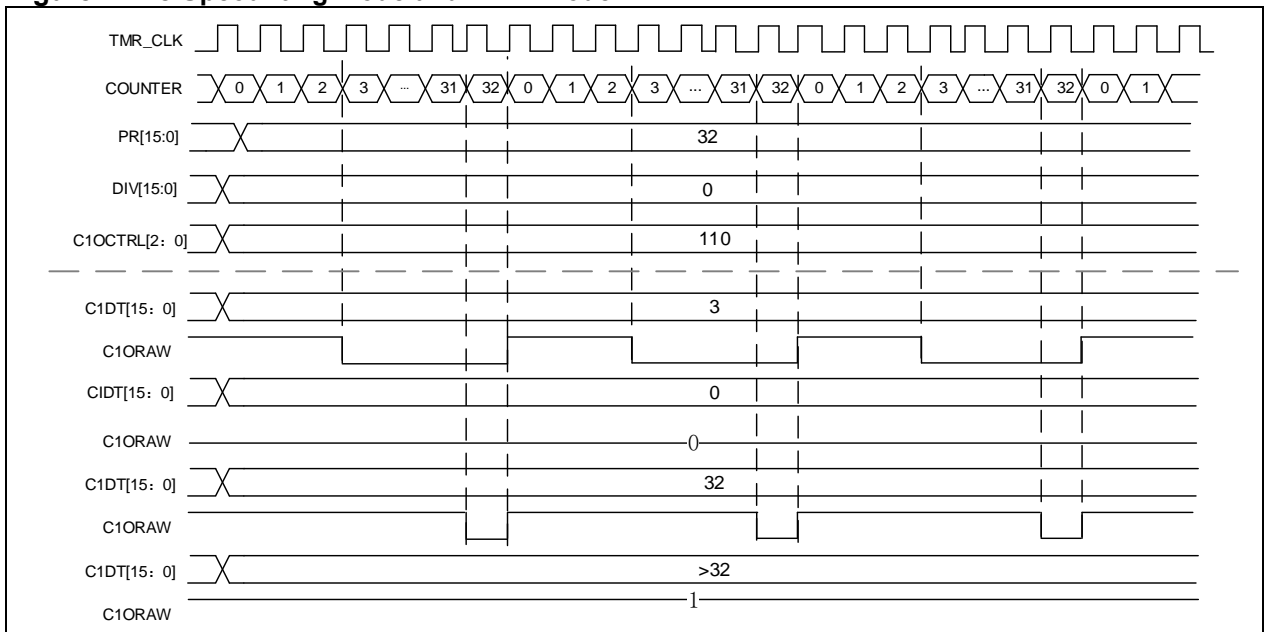 TMR_CLK
COUNTER 0 1 2 3 ... 31 32 0 1 2 3 ... 31 32 0 1 2 3 ... 31 32 0 1
PR[15:0] 32
DIV[15:0] 0
C1OCTRL[2：0] 110
C1DT[15：0] 3
C1ORAW
CIDT[15：0] 0
C1ORAW 0
C1DT[15：0] 32
C1ORAW
C1DT[15：0] >32
C1ORAW 1